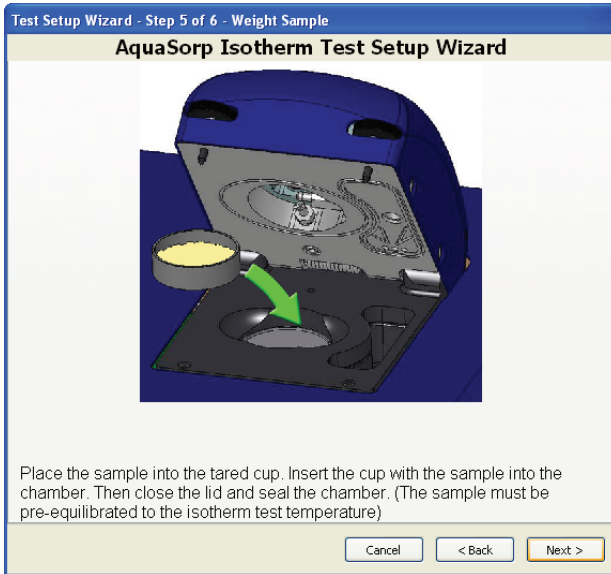 Test Setup Wizard - Step 5 of 6 - Weight Sample
AquaSorp Isotherm Test Setup Wizard
Place the sample into the tared cup. Insert the cup with the sample into the
chamber. Then close the lid and seal the chamber. (The sample must be
pre-equilibrated to the isotherm test temperature)
Cancel
< Back
Next >